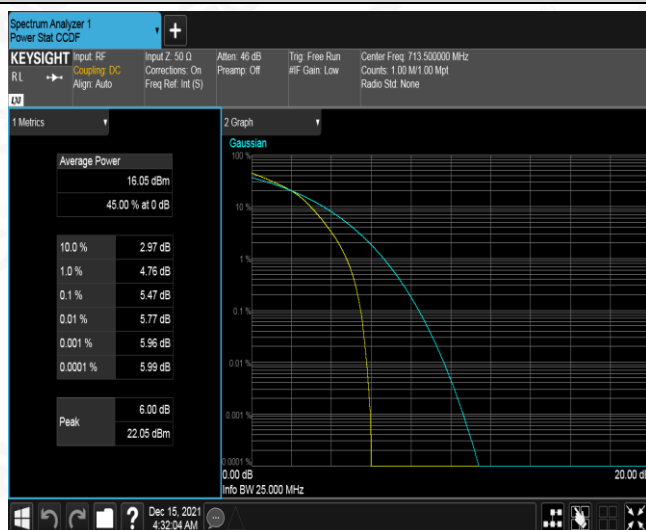 Spectrum Analyzer 1
Power Stat CCDF
KEYSIGHT
RL
LXI
Input: RF
Coupling: DC
Align: Auto
Input Z: 50 Ω
Corrections: On
Freq Ref: Int (S)
Atten: 46 dB
Preamp: Off
Trig: Free Run
#IF Gain: Low
Center Freq: 713.500000 MHz
Counts: 1.00 M/1.00 Mpt
Radio Std: None
1 Metrics
Average Power
16.05 dBm
45.00 % at 0 dB
10.0 % 2.97 dB
1.0 % 4.76 dB
0.1 % 5.47 dB
0.01 % 5.77 dB
0.001 % 5.96 dB
0.0001 % 5.99 dB
Peak
6.00 dB
22.05 dBm
2 Graph
Gaussian
100 %
10 %
1 %
0.1 %
0.01 %
0.001 %
0.0001 %
0.00 dB
20.00 dB
Info BW 25.000 MHz
Dec 15, 2021
4:32:04 AM